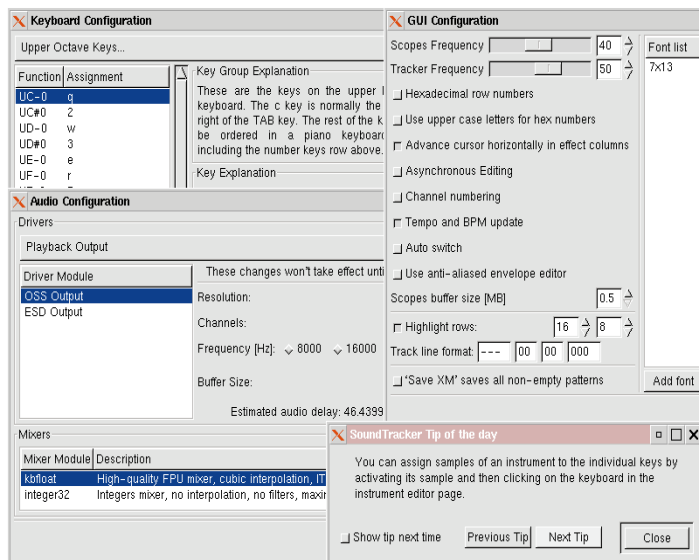 Keyboard Configuration
Upper Octave Keys...
Function Assignment
UC-0 q
UC#0 2
UD-0 w
UD#0 3
UE-0 e
UF-0 r
Key Group Explanation
These are the keys on the upper
keyboard. The c key is normally the
right of the TAB key. The rest of the
be ordered in a piano
including the number keys row above.
Key Explanation
GUI Configuration
Scopes Frequency 40
Tracker Frequency 50
Hexadecimal row numbers
Use upper case letters for hex numbers
Advance cursor horizontally in effect columns
Asynchronous Editing
Channel numbering
Tempo and BPM update
Auto switch
Use anti-aliased envelope editor
Scopes buffer size [MB] 0.5
Highlight rows: 16 8
Track line format: --- 00 00 000
'Save XM' saves all non-empty patterns
Font list
7x13
Add font
Audio Configuration
Drivers
Playback Output
Driver Module
OSS Output
ESD Output
These changes won't take effect
Resolution:
Channels:
Frequency [Hz]: 8000 16000
Buffer Size:
Estimated audio delay: 46.4399
Mixers
Mixer Module Description
kbfloat High-quality FPU mixer, cubic interpolation, IT
integer32 Integers mixer, no interpolation, no filters,
SoundTracker Tip of the day
You can assign samples of an instrument to the individual keys by
activating its sample and then clicking on the keyboard in the
instrument editor page.
Show tip next time Previous Tip Next Tip Close